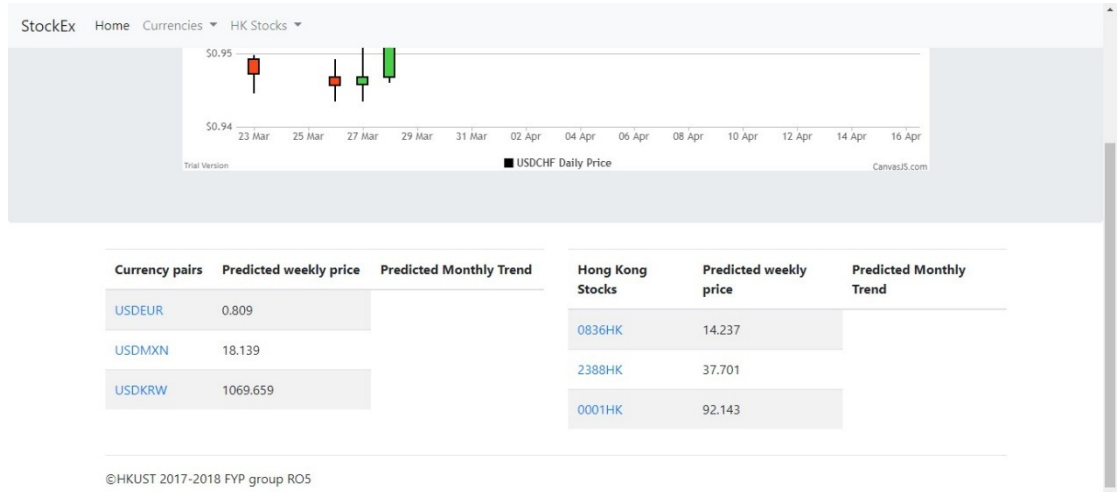 StockEx Home Currencies HK Stocks
$0.95
$0.94
23 Mar 25 Mar 27 Mar 29 Mar 31 Mar 02 Apr 04 Apr 06 Apr 08 Apr 10 Apr 12 Apr 14 Apr 16 Apr
Trial Version USDCHF Daily Price CanvasJS.com
Currency pairs Predicted weekly price Predicted Monthly Trend
USDEUR 0.809
USDMXN 18.139
USDKRW 1069.659
Hong Kong Predicted weekly Predicted Monthly
Stocks price Trend
0836HK 14.237
2388HK 37.701
0001HK 92.143
©HKUST 2017-2018 FYP group RO5